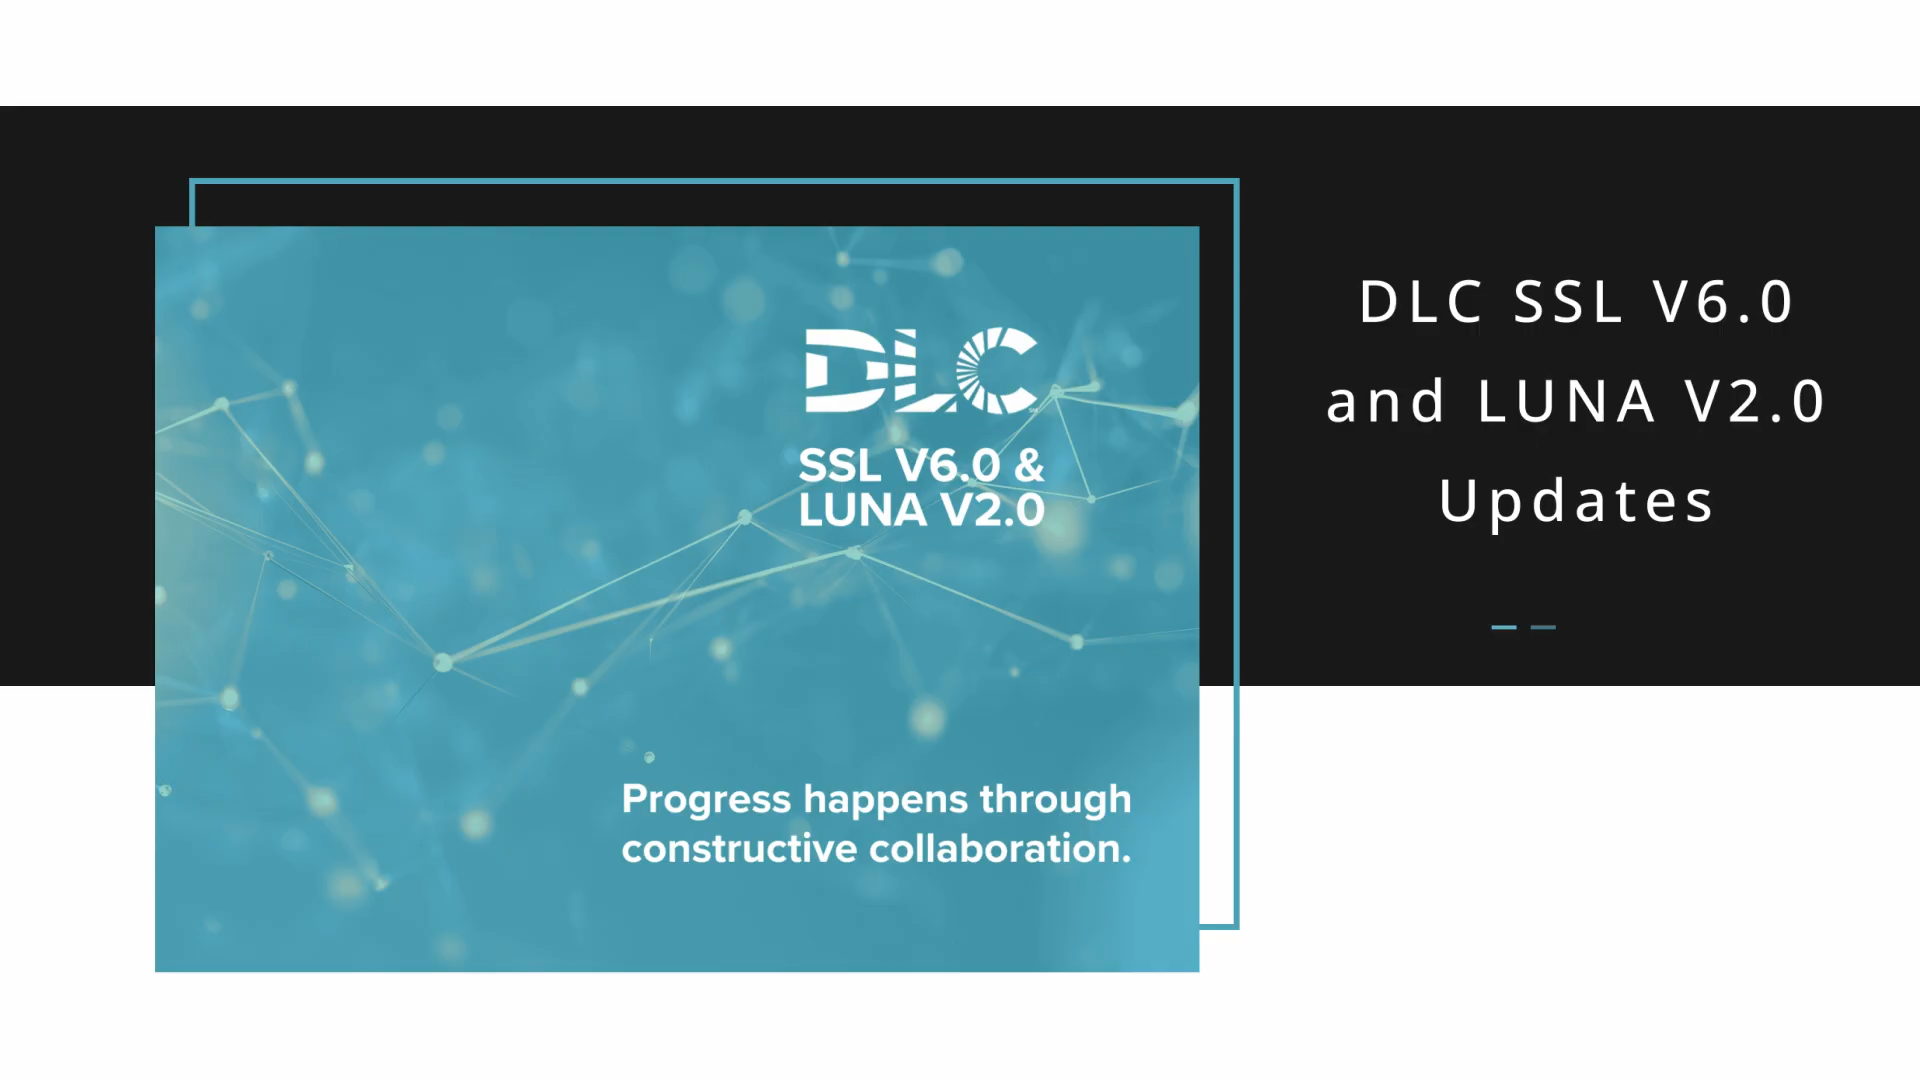 DLC
SSL V6.0 &
LUNA V2.0
Progress happens through
constructive collaboration.
DLC SSL V6.0
and LUNA V2.0
Updates